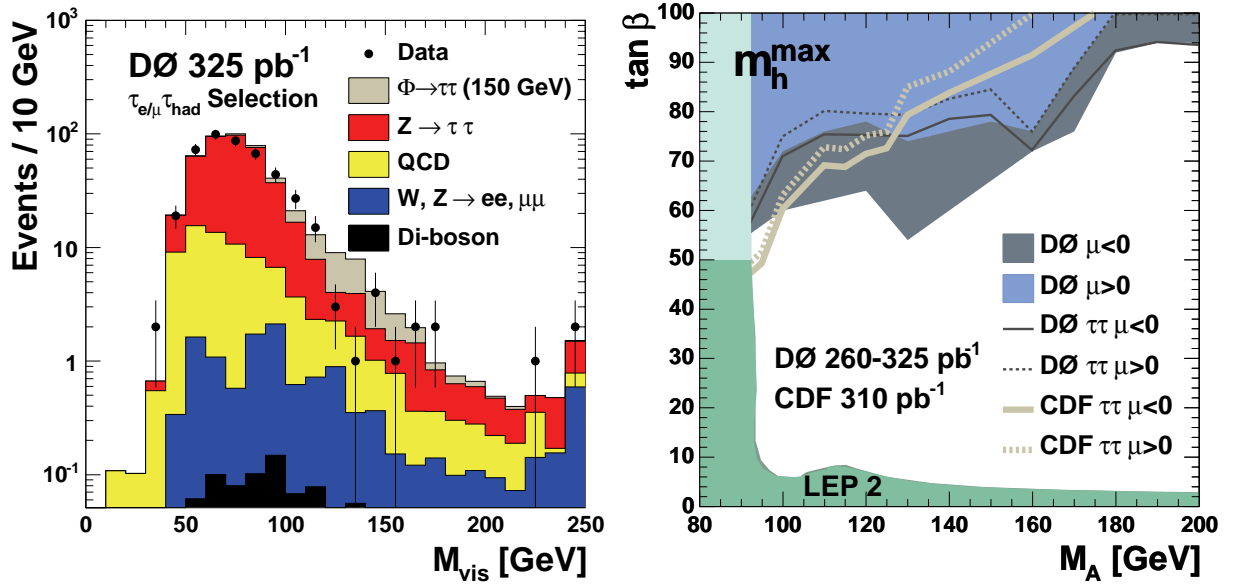 Events / 10 GeV
10³
10²
10
1
10⁻¹
DØ 325 pb⁻¹
τe/μτhad Selection
Data
Φ→ττ (150 GeV)
Z → τ τ
QCD
W, Z → ee, μμ
Di-boson
0 50 100 150 200 250
Mvis [GeV]
tan β
100
90
80
70
60
50
40
30
20
10
0
mhmax
DØ μ<0
DØ μ>0
DØ ττ μ<0
DØ ττ μ>0
CDF ττ μ<0
CDF ττ μ>0
DØ 260-325 pb⁻¹
CDF 310 pb⁻¹
LEP 2
80 100 120 140 160 180 200
MA [GeV]